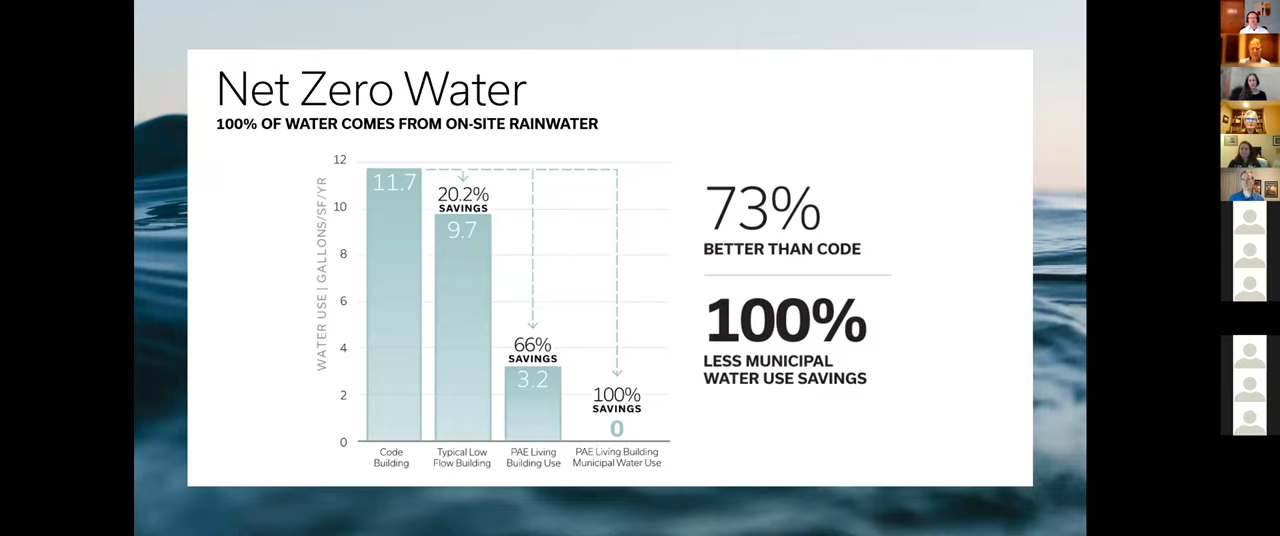 Net Zero Water
100% OF WATER COMES FROM ON-SITE RAINWATER
WATER USE | GALLONS/SF/YR
12
10
8
6
4
2
0
11.7
20.2%
SAVINGS
9.7
66%
SAVINGS
3.2
100%
SAVINGS
0
Code
Building
Typical Low
Flow Building
PAE Living
Building Use
PAE Living Building
Municipal Water Use
73%
BETTER THAN CODE
100%
LESS MUNICIPAL
WATER USE SAVINGS